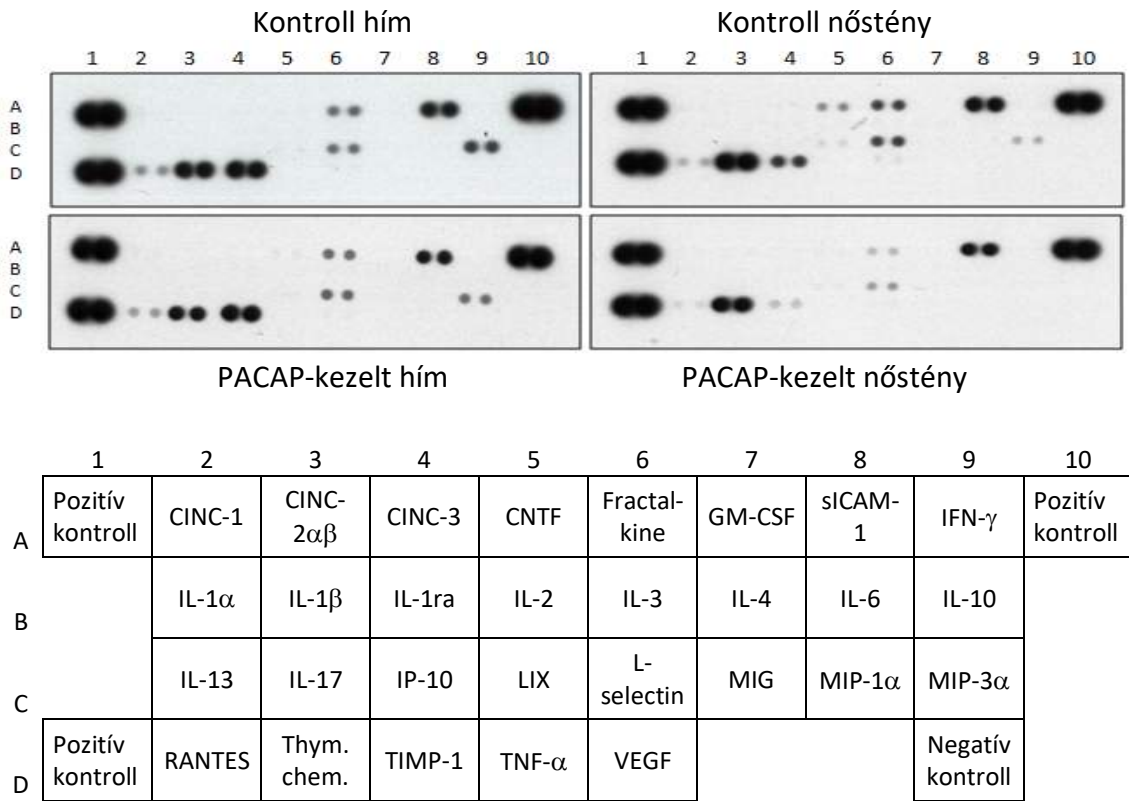 Kontroll hím Kontroll nőstény
1 2 3 4 5 6 7 8 9 10 1 2 3 4 5 6 7 8 9 10
A
B
C
D
A
B
C
D
PACAP-kezelt hím PACAP-kezelt nőstény
1 2 3 4 5 6 7 8 9 10
A
Pozitív
kontroll
CINC-1
CINC-
2αβ
CINC-3
CNTF
Fractal-
kine
GM-CSF
sICAM-
1
IFN-γ
Pozitív
kontroll
B
IL-1α
IL-1β
IL-1ra
IL-2
IL-3
IL-4
IL-6
IL-10
C
IL-13
IL-17
IP-10
LIX
L-
selectin
MIG
MIP-1α
MIP-3α
D
Pozitív
kontroll
RANTES
Thym.
chem.
TIMP-1
TNF-α
VEGF
Negatív
kontroll